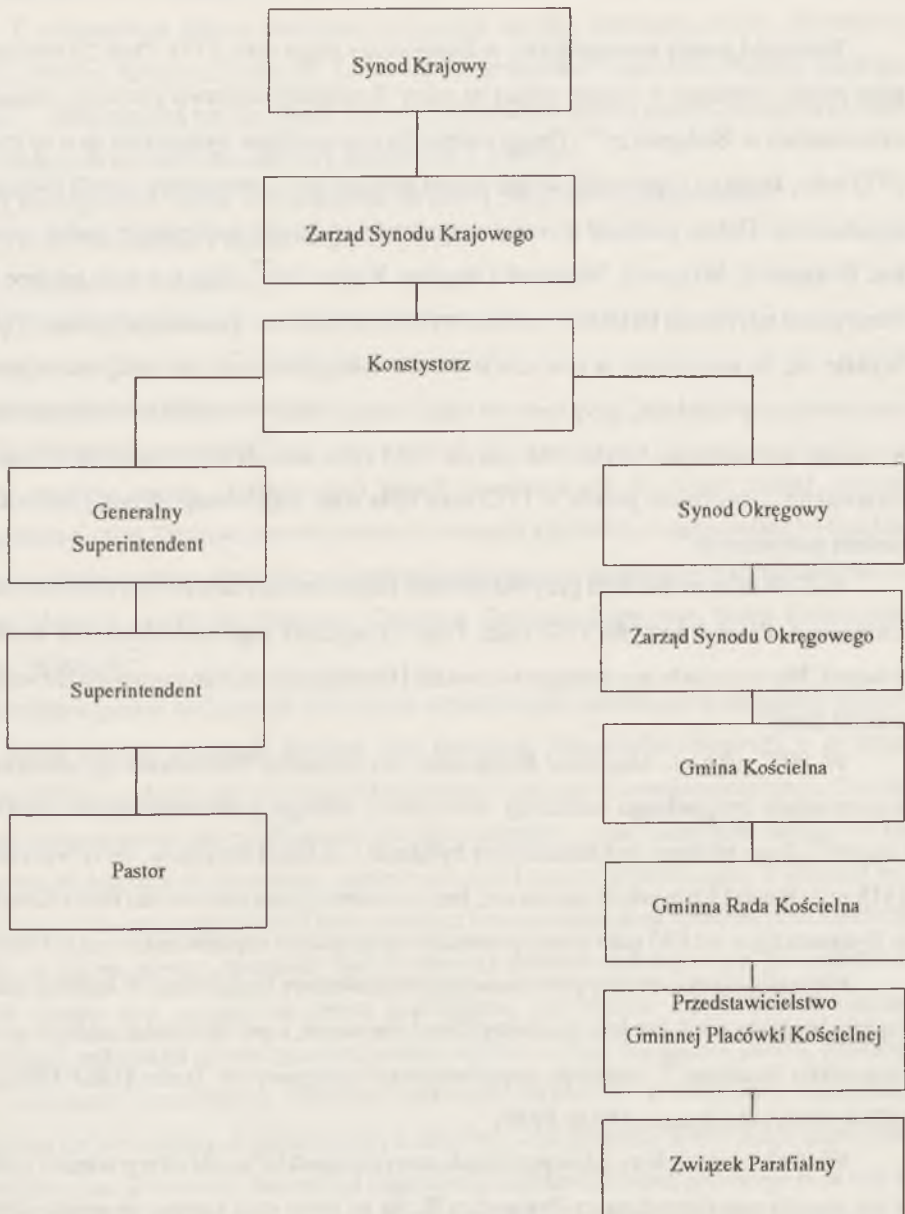 Synod Krajowy
Zarząd Synodu Krajowego
Konstystorz
Generalny
Superintendent
Superintendent
Pastor
Synod Okręgowy
Zarząd Synodu Okręgowego
Gmina Kościelna
Gminna Rada Kościelna
Przedstawicielstwo
Gminnej Placówki Kościelnej
Związek Parafialny